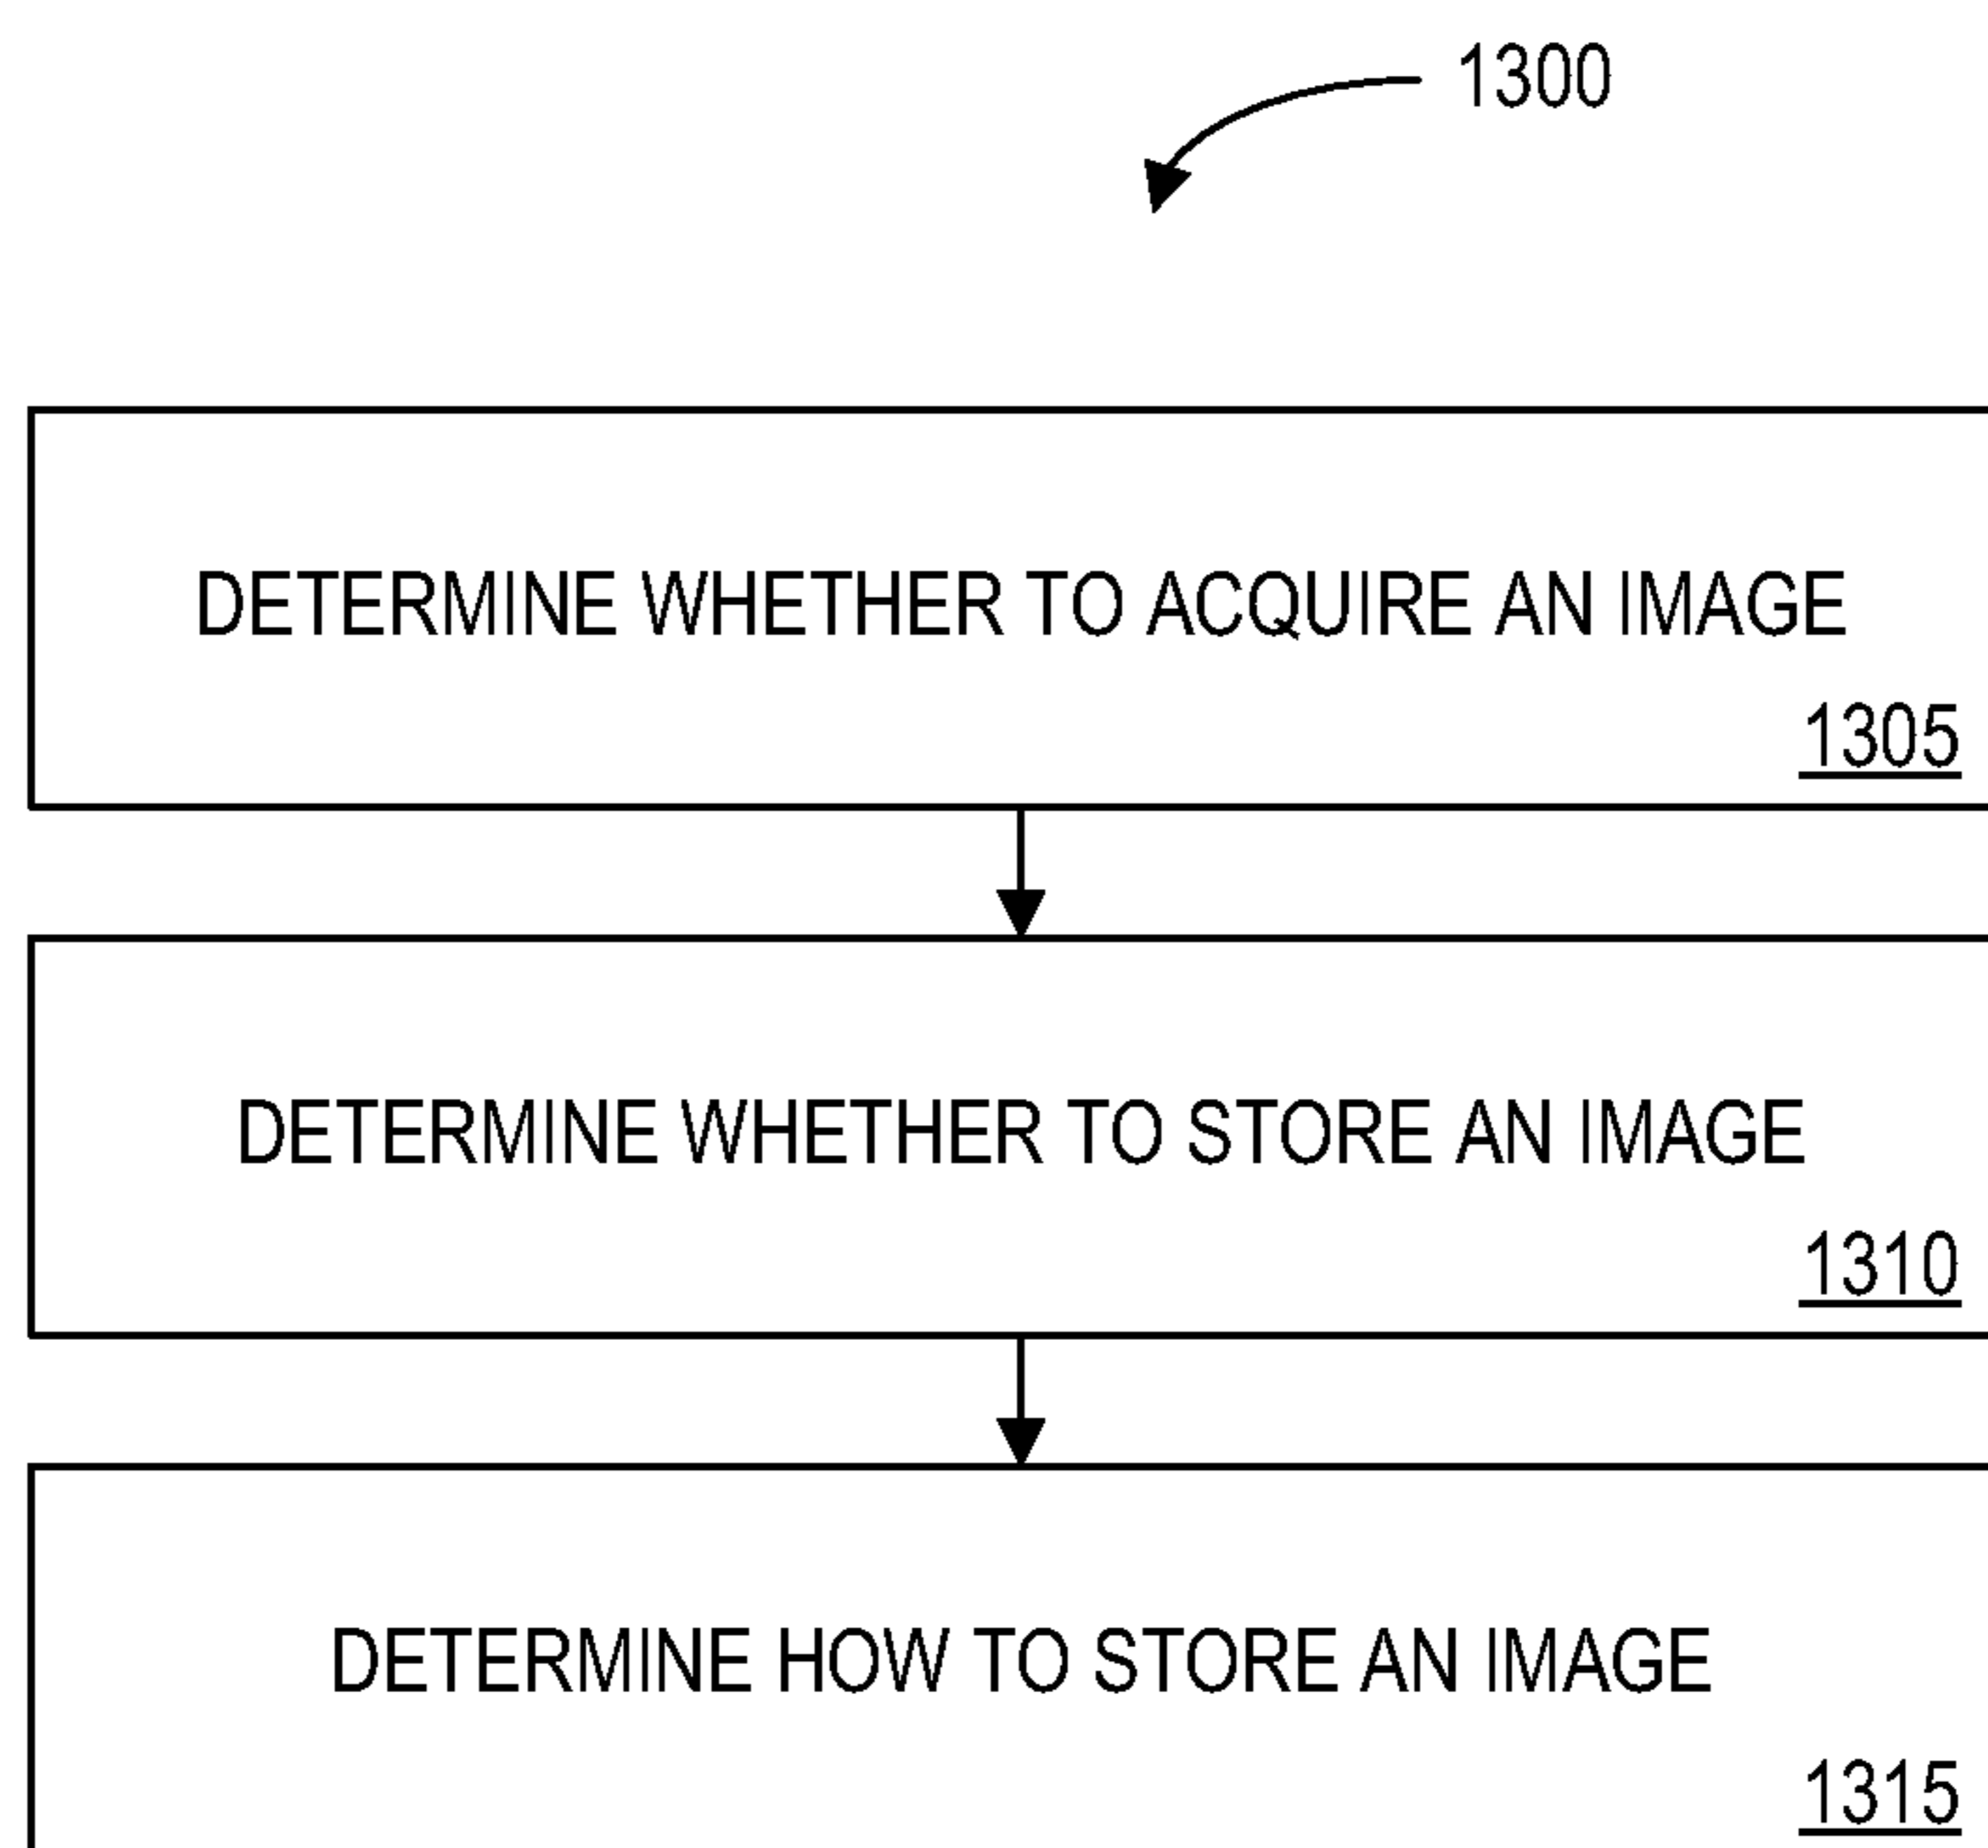 1300
DETERMINE WHETHER TO ACQUIRE AN IMAGE
1305
DETERMINE WHETHER TO STORE AN IMAGE
1310
DETERMINE HOW TO STORE AN IMAGE
1315